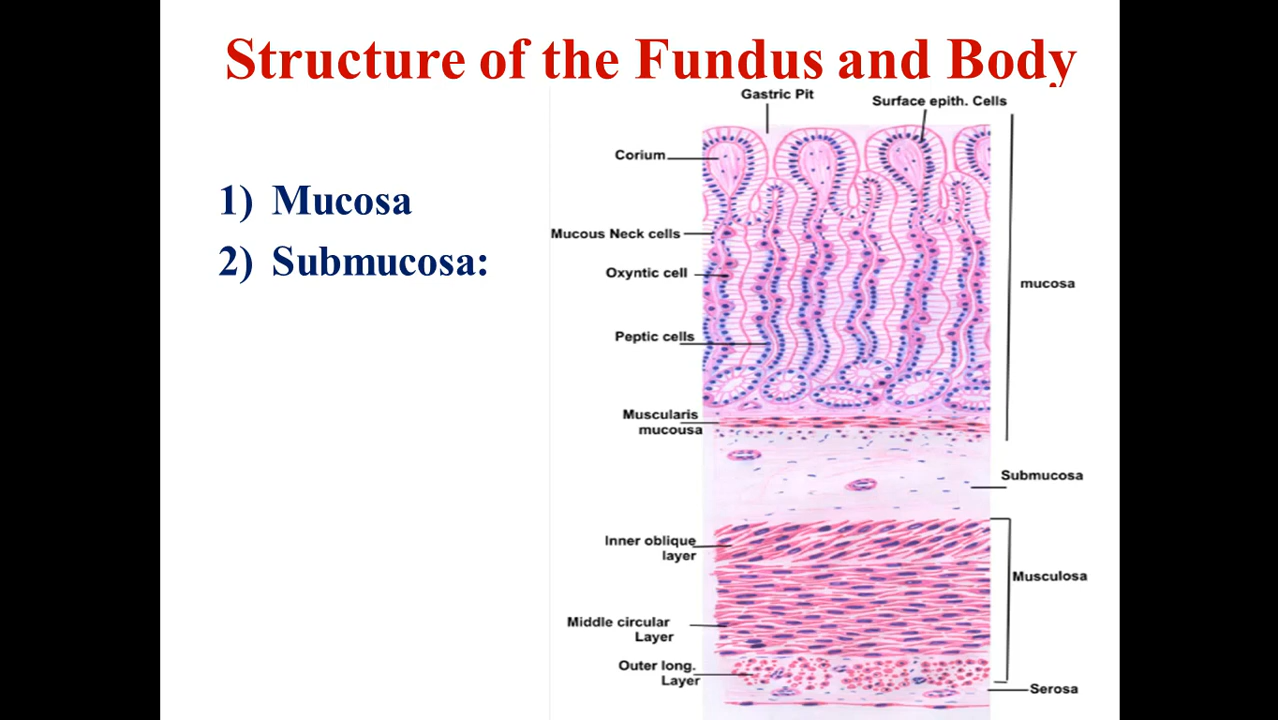 Structure of the Fundus and Body
Gastric Pit
Surface epith. Cells
Corium
1) Mucosa
Mucous Neck cells
2) Submucosa:
Oxyntic cell
mucosa
Peptic cells
Muscularis
mucousa
Submucosa
Inner oblique
layer
Musculosa
Middle circular
Layer
Outer long.
Layer
Serosa